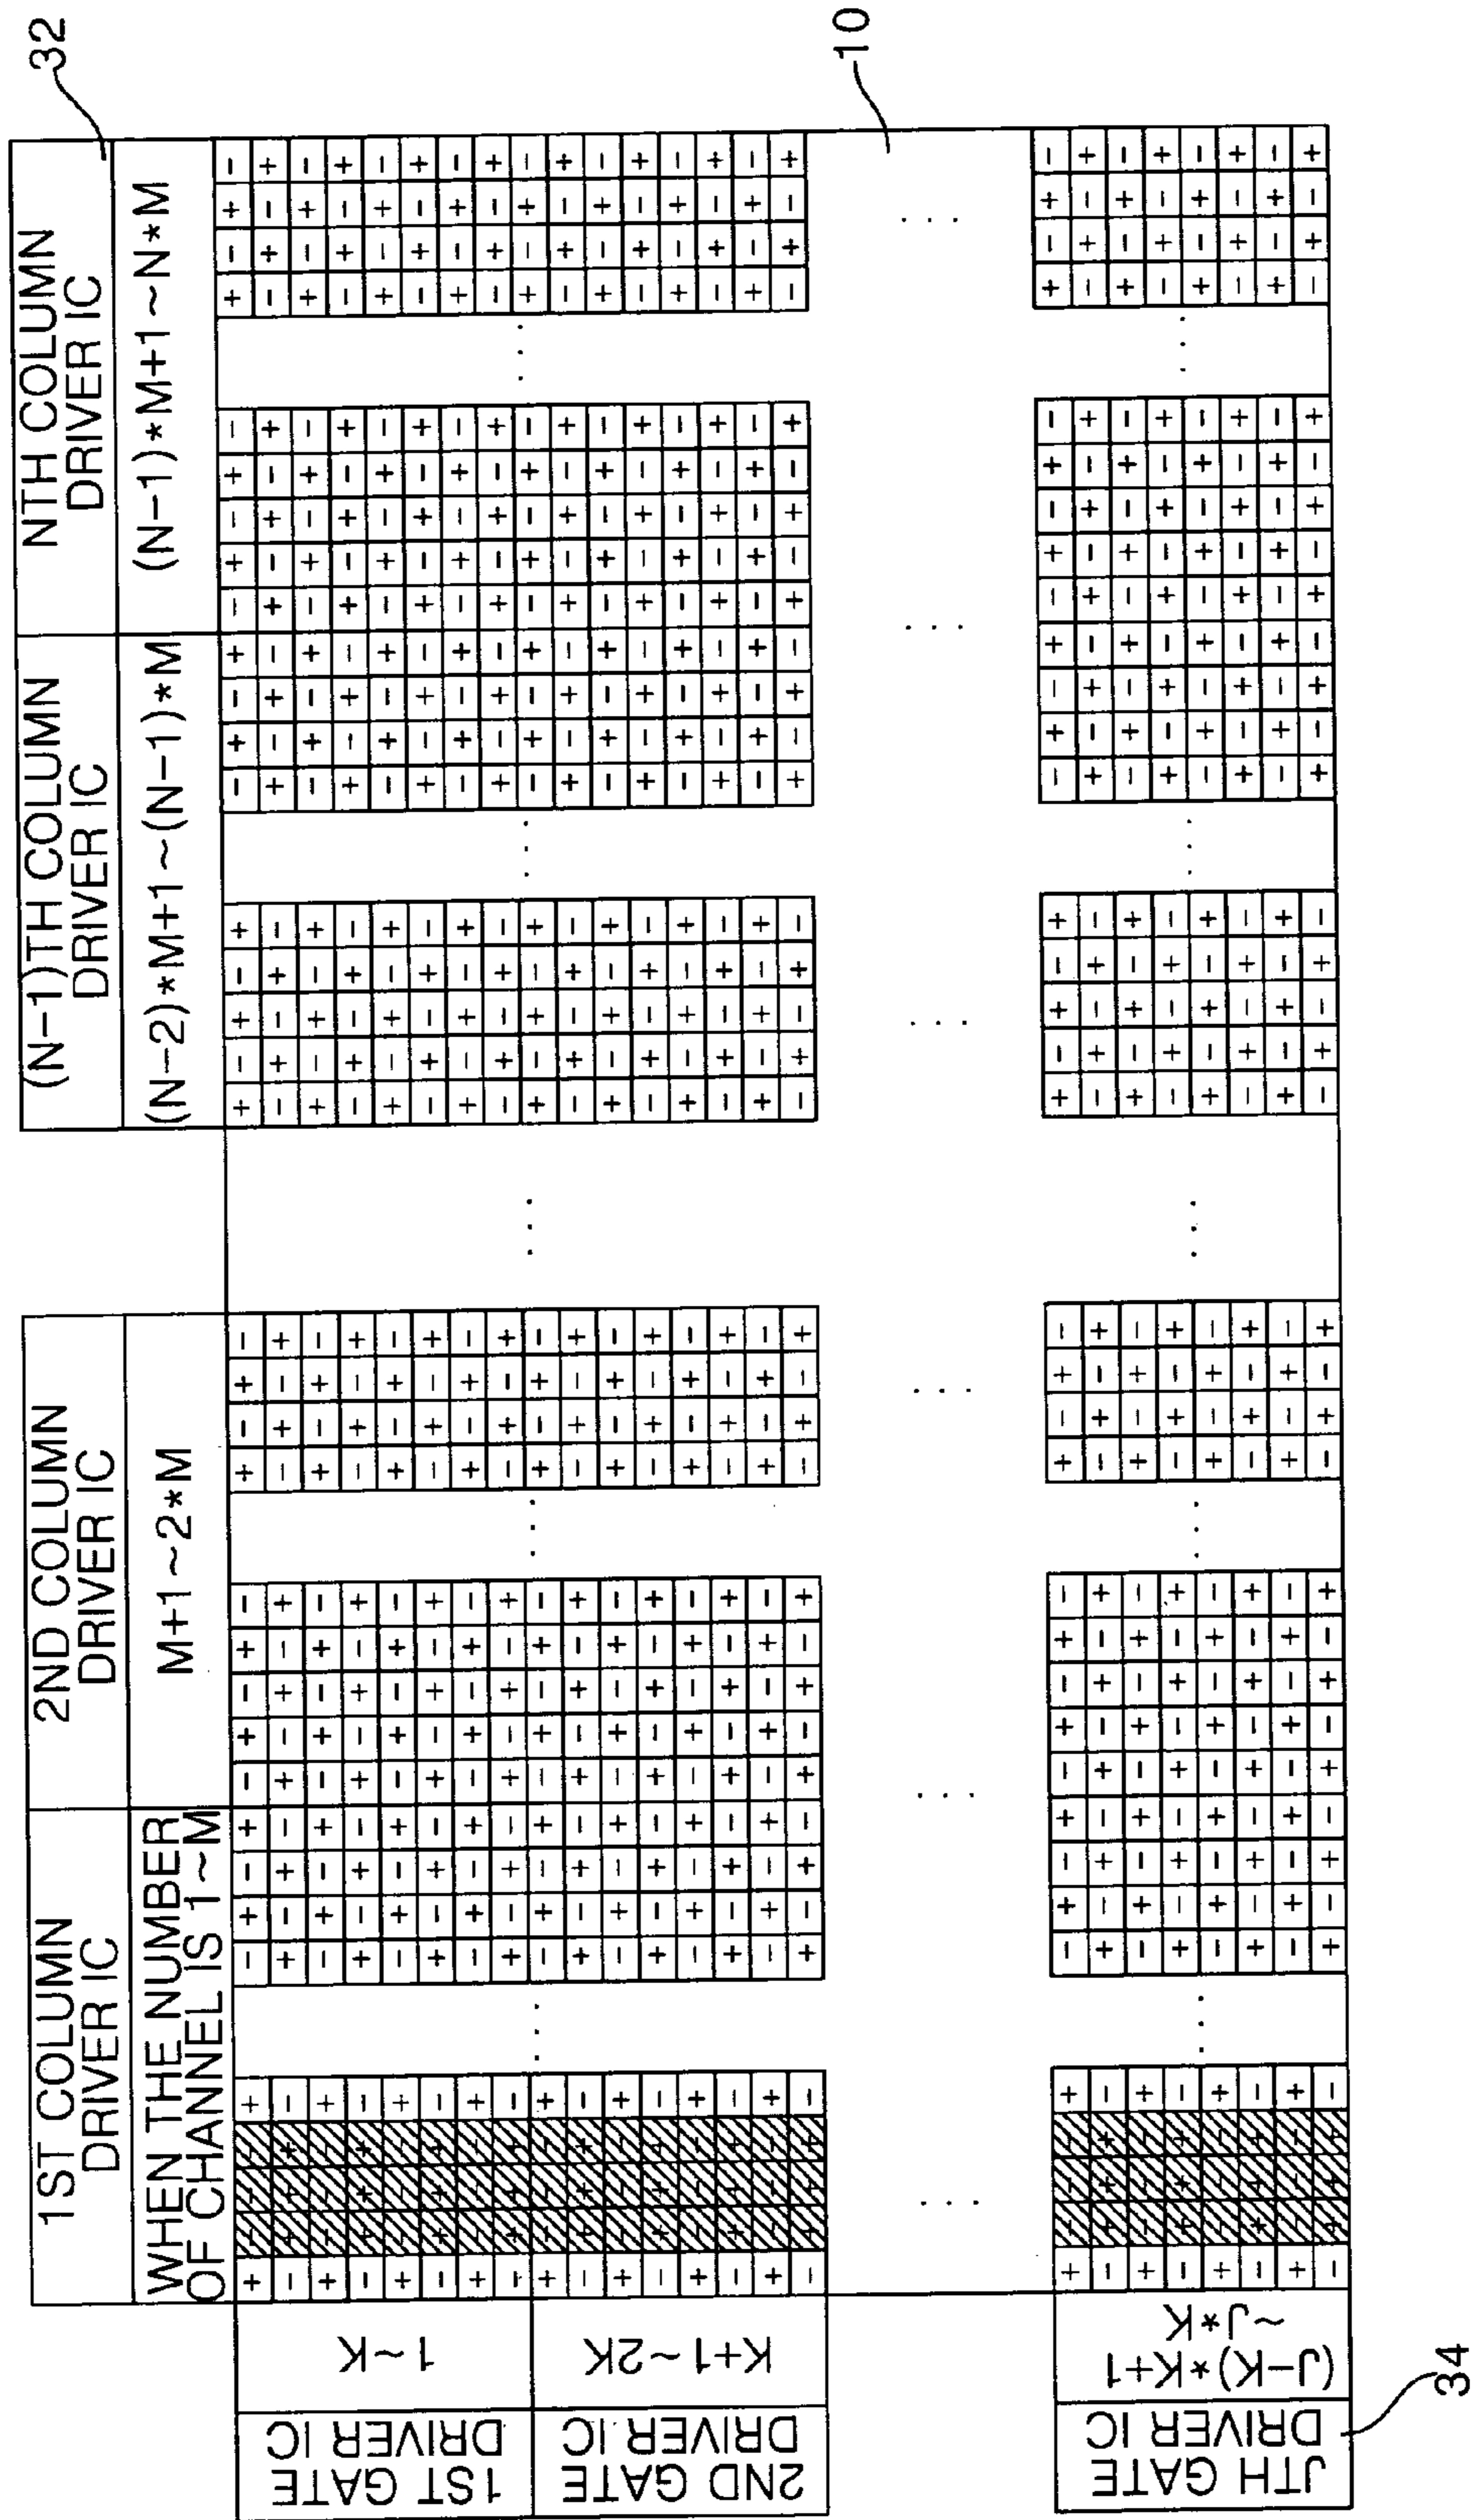 1ST COLUMN
DRIVER IC
2ND COLUMN
DRIVER IC
(N−1)TH COLUMN
DRIVER IC
NTH COLUMN
DRIVER IC
32
WHEN THE NUMBER
OF CHANNEL IS 1~M
M+1~2*M
(N−2)*M+1~(N−1)*M
(N−1)*M+1~N*M
1ST GATE
DRIVER IC
1~K
2ND GATE
DRIVER IC
K+1~2K
10
JTH GATE
DRIVER IC
(J−K)*K+1
~J*K
34